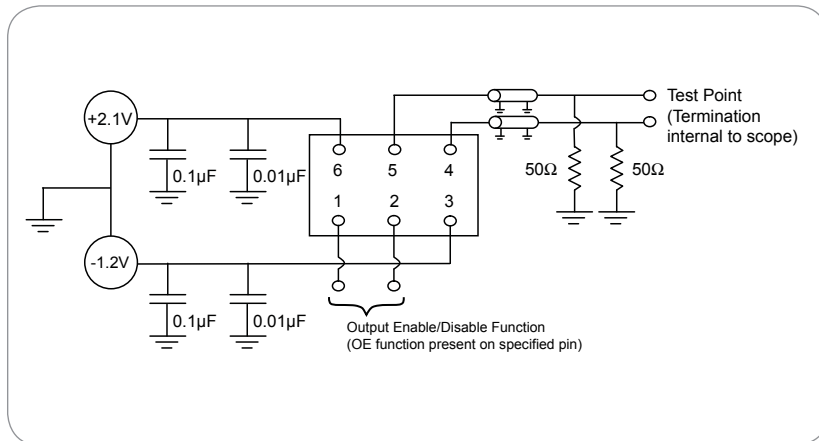 +2.1V
0.1µF
0.01µF
6
5
4
1
2
3
Test Point
(Termination
internal to scope)
50Ω
50Ω
-1.2V
0.1µF
0.01µF
Output Enable/Disable Function
(OE function present on specified pin)